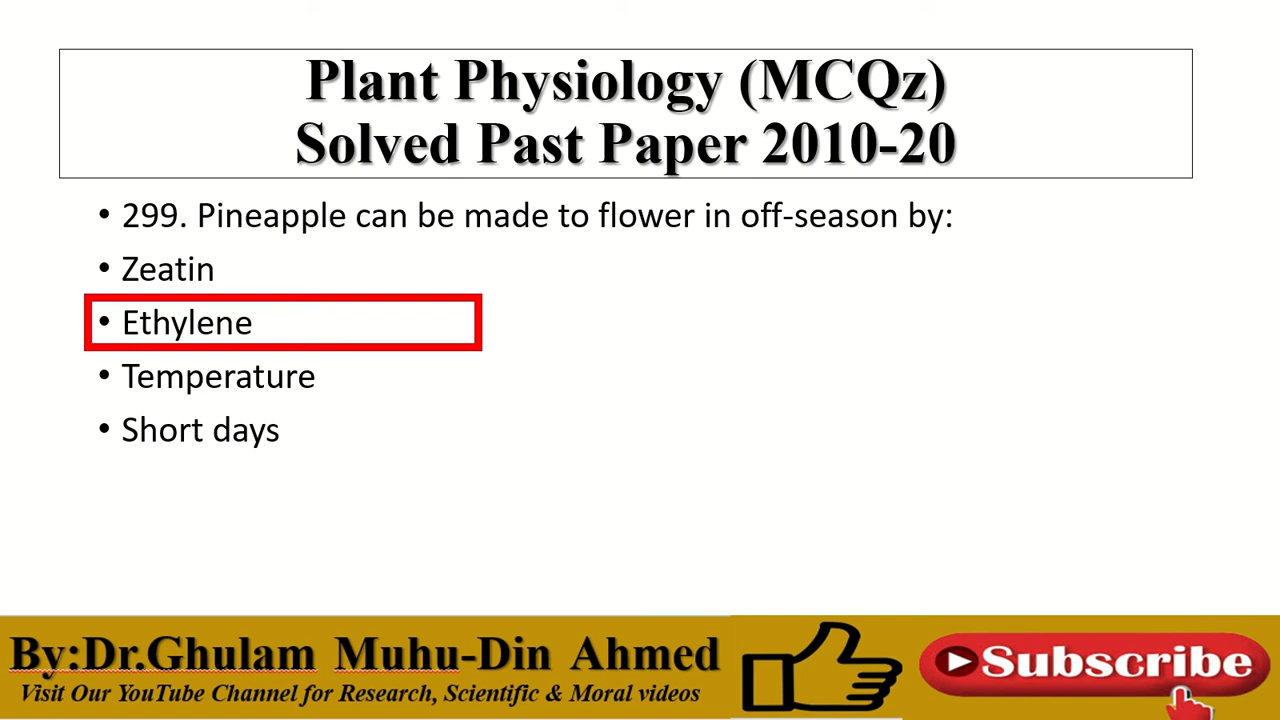 Plant Physiology (MCQz)
Solved Past Paper 2010-20
• 299. Pineapple can be made to flower in off-season by:
• Zeatin
• Ethylene
• Temperature
• Short days
By:Dr.Ghulam Muhu-Din Ahmed
Visit Our YouTube Channel for Research, Scientific & Moral videos
Subscribe